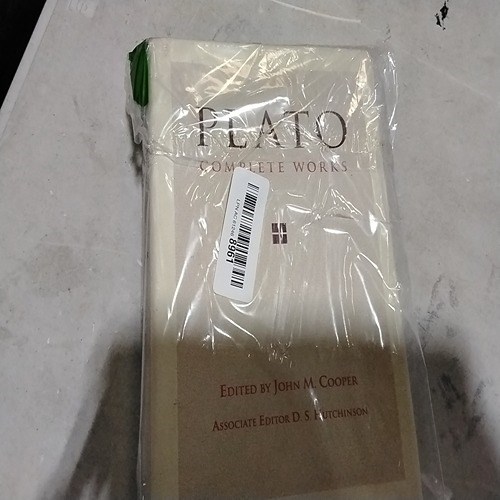 PLATO
COMPLETE WORKS
8961
EDITED BY JOHN M. COOPER
ASSOCIATE EDITOR D. S. HUTCHINSON